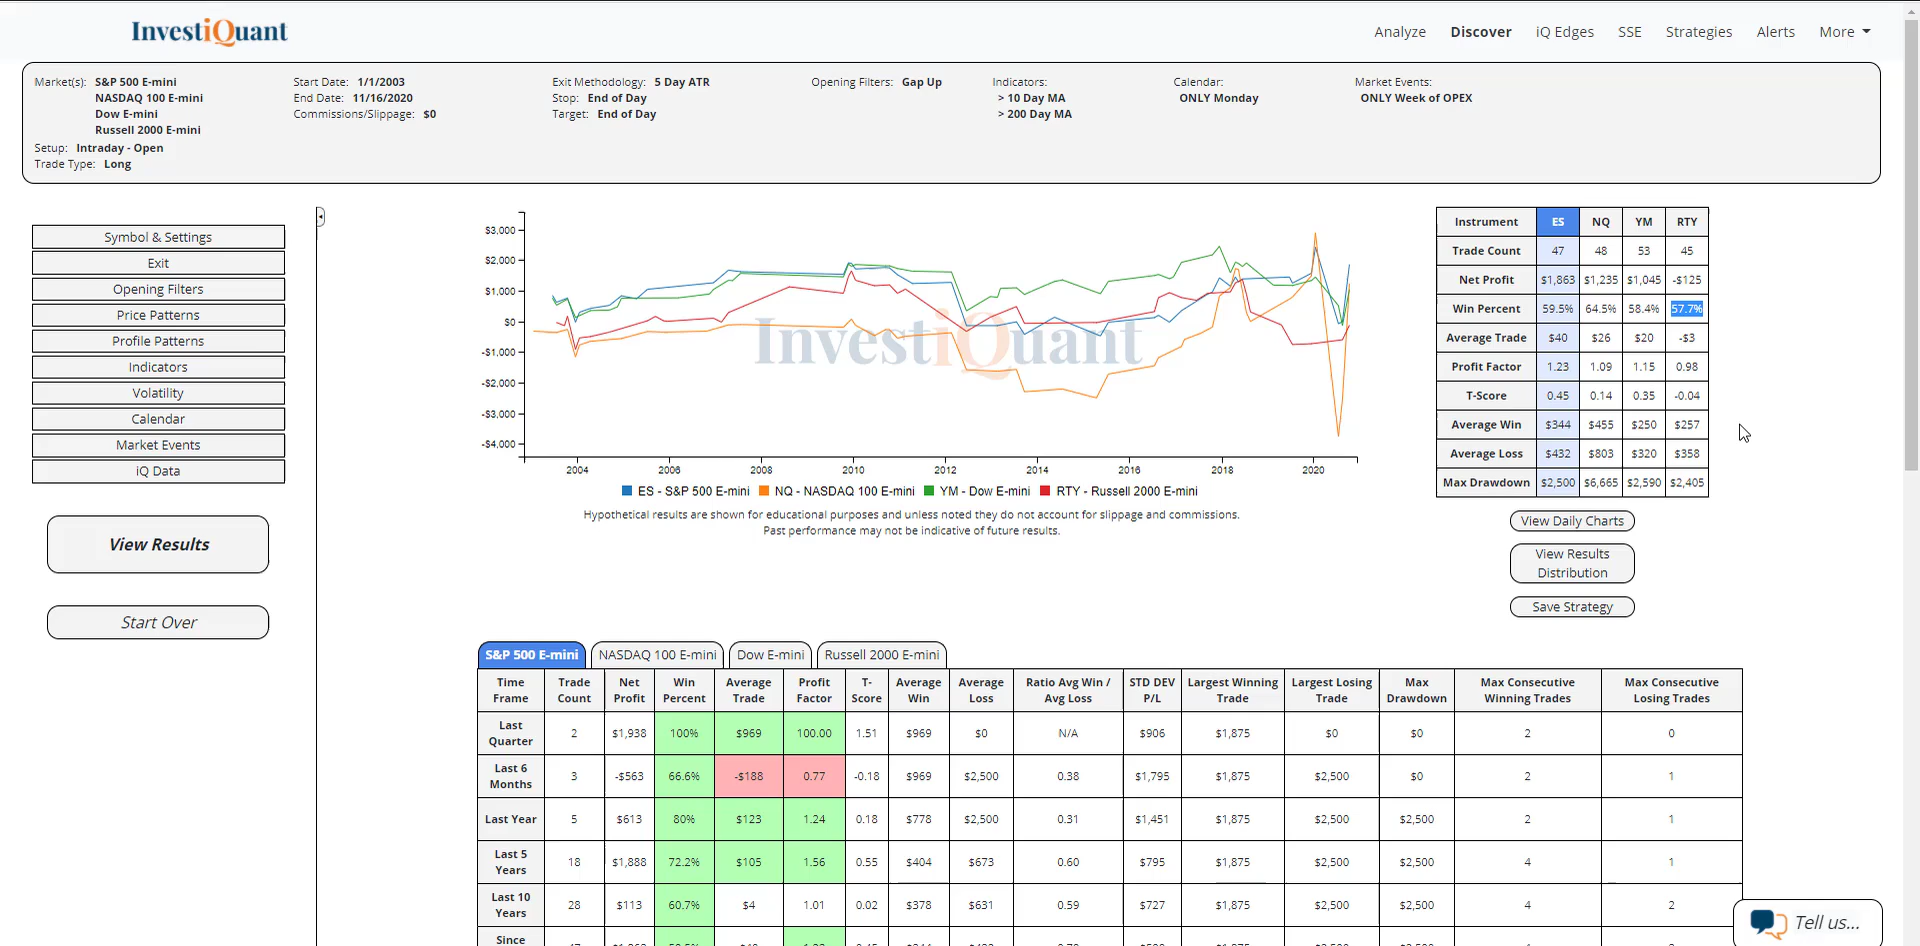 InvestiQuant
Analyze Discover iQ Edges SSE Strategies Alerts More
Market(s): S&P 500 E-mini
NASDAQ 100 E-mini
Dow E-mini
Russell 2000 E-mini
Setup: Intraday - Open
Trade Type: Long
Start Date: 1/1/2003
End Date: 11/16/2020
Commissions/Slippage: $0
Exit Methodology: 5 Day ATR
Stop: End of Day
Target: End of Day
Opening Filters: Gap Up
Indicators:
> 10 Day MA
> 200 Day MA
Calendar:
ONLY Monday
Market Events:
ONLY Week of OPEX
Symbol & Settings
Exit
Opening Filters
Price Patterns
Profile Patterns
Indicators
Volatility
Calendar
Market Events
iQ Data
View Results
Start Over
$3,000
$2,000
$1,000
$0
-$1,000
-$2,000
-$3,000
-$4,000
InvestiQuant
2004 2006 2008 2010 2012 2014 2016 2018 2020
ES - S&P 500 E-mini NQ - NASDAQ 100 E-mini YM - Dow E-mini RTY - Russell 2000 E-mini
Hypothetical results are shown for educational purposes and unless noted they do not account for slippage and commissions.
Past performance may not be indicative of future results.
Instrument ES NQ YM RTY
Trade Count 47 48 53 45
Net Profit $1,863 $1,235 $1,045 -$125
Win Percent 59.5% 64.5% 58.4% 57.7%
Average Trade $40 $26 $20 -$3
Profit Factor 1.23 1.09 1.15 0.98
T-Score 0.45 0.14 0.35 -0.04
Average Win $344 $455 $250 $257
Average Loss $432 $803 $320 $358
Max Drawdown $2,500 $6,665 $2,590 $2,405
View Daily Charts
View Results
Distribution
Save Strategy
S&P 500 E-mini NASDAQ 100 E-mini Dow E-mini Russell 2000 E-mini
Time Trade Net Win Average Profit T- Average Average Ratio Avg Win / STD DEV Largest Winning Largest Losing Max Max Consecutive Max Consecutive
Frame Count Profit Percent Trade Factor Score Win Loss Avg Loss P/L Trade Trade Drawdown Winning Trades Losing Trades
Last
Quarter 2 $1,938 100% $969 100.00 1.51 $969 $0 N/A $906 $1,875 $0 $0 2 0
Last 6
Months 3 -$563 66.6% -$188 0.77 -0.18 $969 $2,500 0.38 $1,795 $1,875 $2,500 $0 2 1
Last Year 5 $613 80% $123 1.24 0.18 $778 $2,500 0.31 $1,451 $1,875 $2,500 $2,500 2 1
Last 5
Years 18 $1,888 72.2% $105 1.56 0.55 $404 $673 0.60 $795 $1,875 $2,500 $2,500 4 1
Last 10
Years 28 $113 60.7% $4 1.01 0.02 $378 $631 0.59 $727 $1,875 $2,500 $2,500 4 2
Since
Tell us...